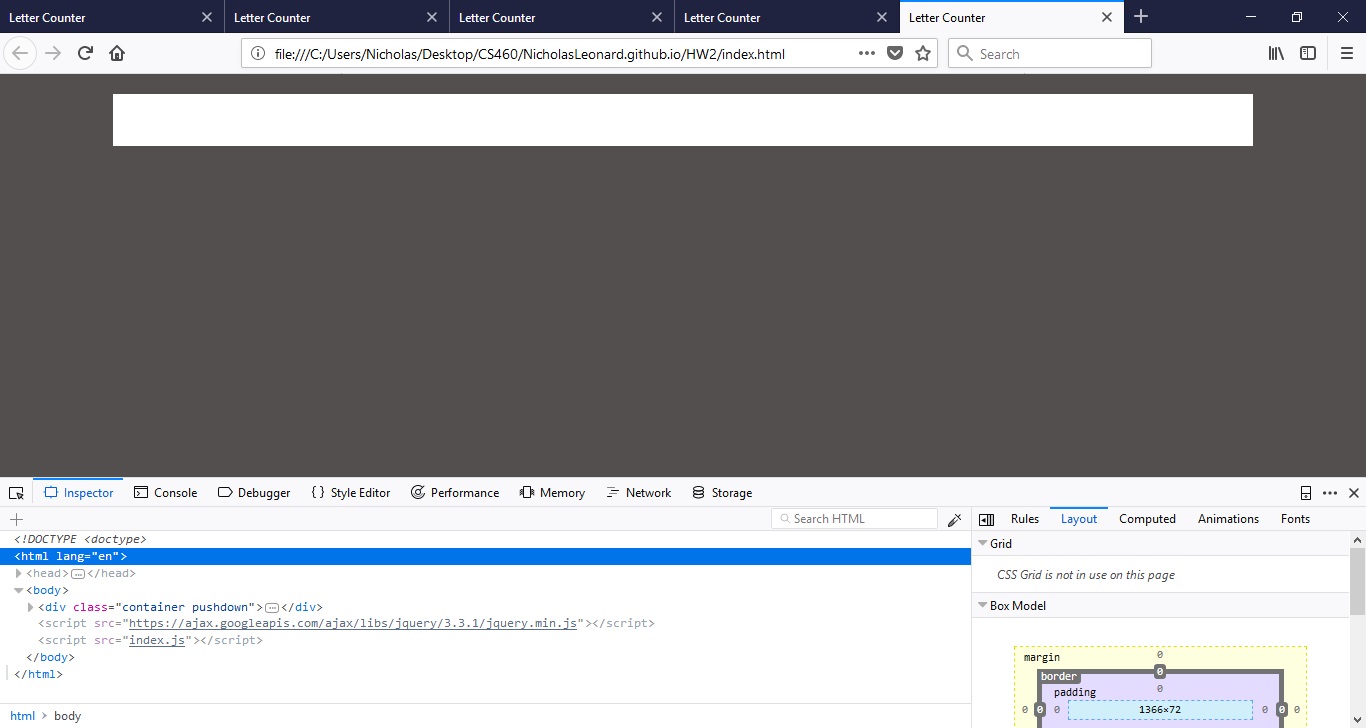 Letter Counter Letter Counter Letter Counter Letter Counter Letter Counter
file:///C:/Users/Nicholas/Desktop/CS460/NicholasLeonard.github.io/HW2/index.html Search
Inspector Console Debugger {} Style Editor Performance Memory Network Storage
Search HTML Rules Layout Computed Animations Fonts
<!DOCTYPE <doctype>
<html lang="en">
<head></head>
<body>
<div class="container pushdown"></div>
<script src="https://ajax.googleapis.com/ajax/libs/jquery/3.3.1/jquery.min.js"></script>
<script src="index.js"></script>
</body>
</html>
html > body
Grid
CSS Grid is not in use on this page
Box Model
margin 0
border 0
padding 0
0 0 0 1366×72 0 0 0